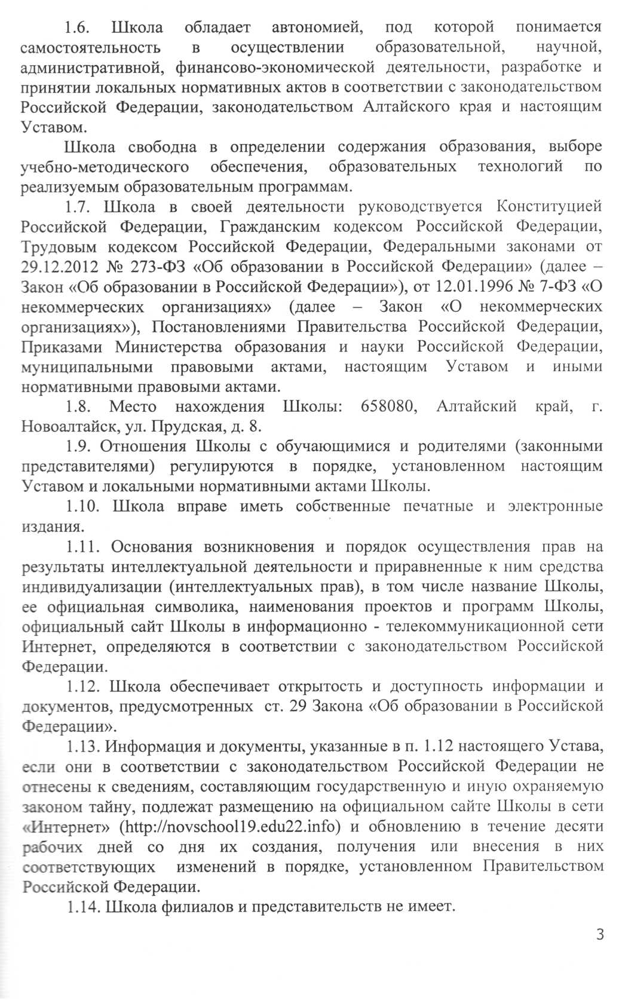 1.6. Школа обладает автономией, под которой понимается
самостоятельность в осуществлении образовательной, научной,
административной, финансово-экономической деятельности, разработке и
принятии локальных нормативных актов в соответствии с законодательством
Российской Федерации, законодательством Алтайского края и настоящим
Уставом.
Школа свободна в определении содержания образования, выборе
учебно-методического обеспечения, образовательных технологий по
реализуемым образовательным программам.
1.7. Школа в своей деятельности руководствуется Конституцией
Российской Федерации, Гражданским кодексом Российской Федерации,
Трудовым кодексом Российской Федерации, Федеральными законами от
29.12.2012 № 273-ФЗ «Об образовании в Российской Федерации» (далее –
Закон «Об образовании в Российской Федерации»), от 12.01.1996 № 7-ФЗ «О
некоммерческих организациях» (далее – Закон «О некоммерческих
организациях»), Постановлениями Правительства Российской Федерации,
Приказами Министерства образования и науки Российской Федерации,
муниципальными правовыми актами, настоящим Уставом и иными
нормативными правовыми актами.
1.8. Место нахождения Школы: 658080, Алтайский край, г.
Новоалтайск, ул. Прудская, д. 8.
1.9. Отношения Школы с обучающимися и родителями (законными
представителями) регулируются в порядке, установленном настоящим
Уставом и локальными нормативными актами Школы.
1.10. Школа вправе иметь собственные печатные и электронные
издания.
1.11. Основания возникновения и порядок осуществления прав на
результаты интеллектуальной деятельности и приравненные к ним средства
индивидуализации (интеллектуальных прав), в том числе название Школы,
ее официальная символика, наименования проектов и программ Школы,
официальный сайт Школы в информационно - телекоммуникационной сети
Интернет, определяются в соответствии с законодательством Российской
Федерации.
1.12. Школа обеспечивает открытость и доступность информации и
документов, предусмотренных ст. 29 Закона «Об образовании в Российской
Федерации».
1.13. Информация и документы, указанные в п. 1.12 настоящего Устава,
если они в соответствии с законодательством Российской Федерации не
отнесены к сведениям, составляющим государственную и иную охраняемую
законом тайну, подлежат размещению на официальном сайте Школы в сети
«Интернет» (http://novschool19.edu22.info) и обновлению в течение десяти
рабочих дней со дня их создания, получения или внесения в них
соответствующих изменений в порядке, установленном Правительством
Российской Федерации.
1.14. Школа филиалов и представительств не имеет.
3